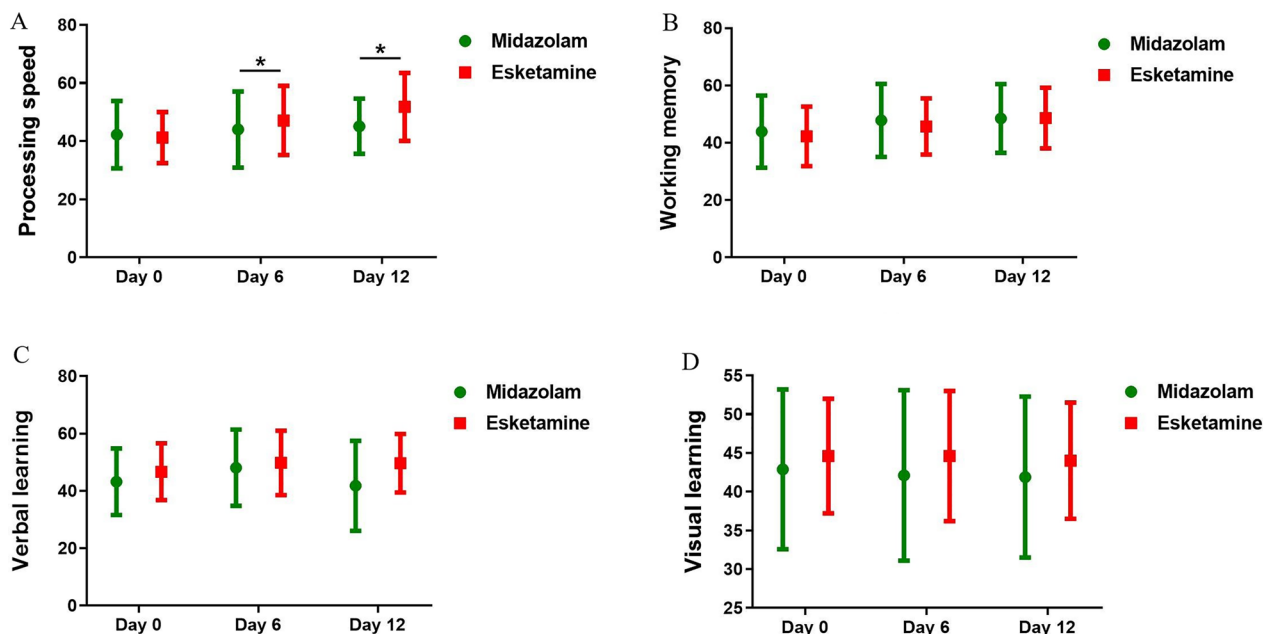 A
Processing speed
80
60
40
20
0
*
*
Day 0
Day 6
Day 12
Midazolam
Esketamine
B
Working memory
80
60
40
20
0
Day 0
Day 6
Day 12
Midazolam
Esketamine
C
Verbal learning
80
60
40
20
0
Day 0
Day 6
Day 12
Midazolam
Esketamine
D
Visual learning
55
50
45
40
35
30
25
Day 0
Day 6
Day 12
Midazolam
Esketamine